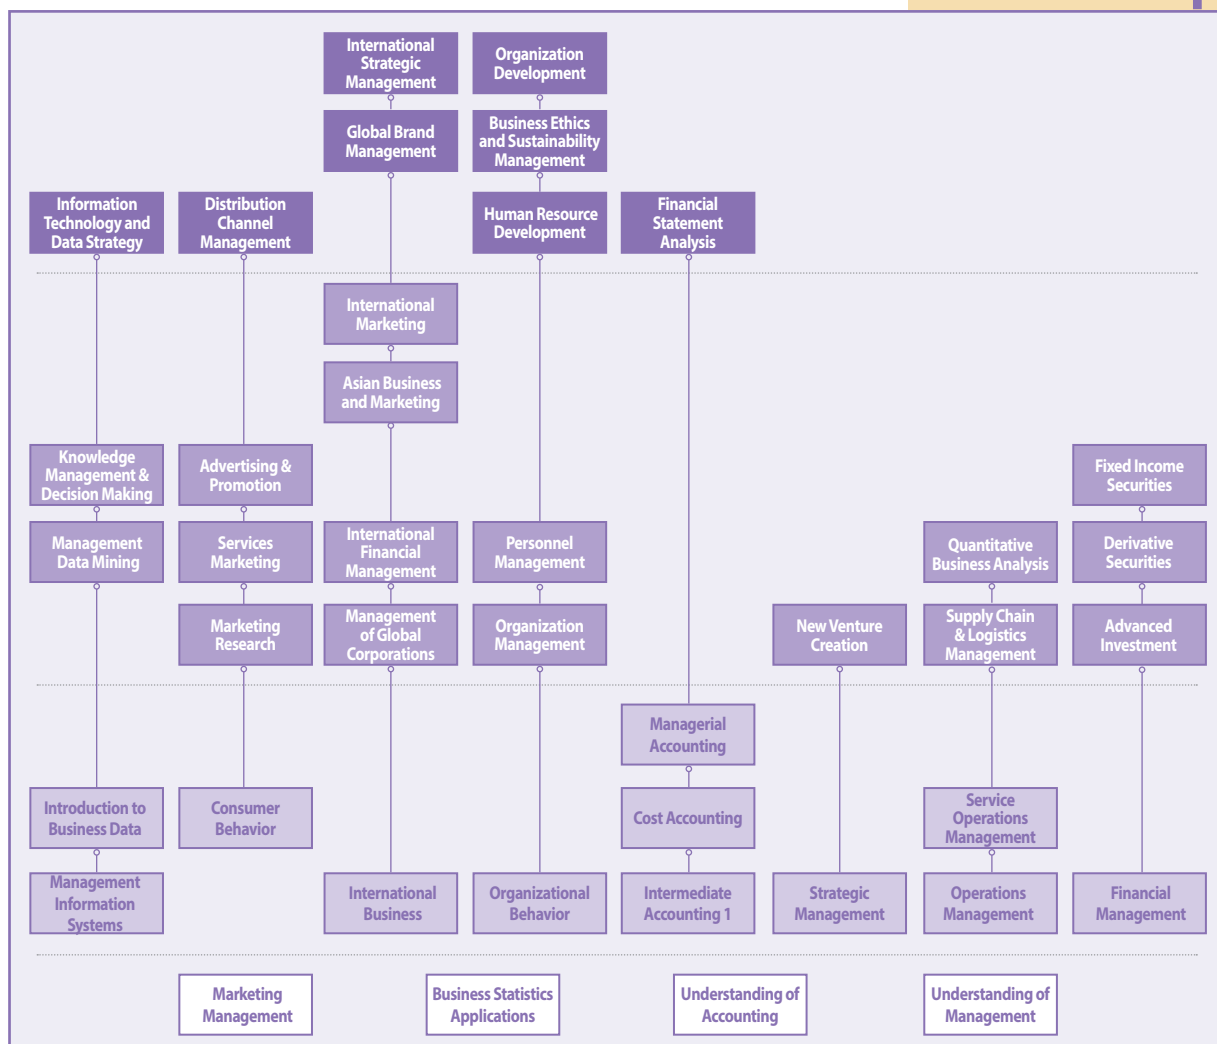 International
Strategic
Management
Organization
Development
Global Brand
Management
Business Ethics
and Sustainability
Management
Information
Technology and
Data Strategy
Distribution
Channel
Management
Human Resource
Development
Financial
Statement
Analysis
International
Marketing
Asian Business
and Marketing
Knowledge
Management &
Decision Making
Advertising &
Promotion
Fixed Income
Securities
Management
Data Mining
Services
Marketing
International
Financial
Management
Personnel
Management
Quantitative
Business Analysis
Derivative
Securities
Marketing
Research
Management
of Global
Corporations
Organization
Management
New Venture
Creation
Supply Chain
& Logistics
Management
Advanced
Investment
Managerial
Accounting
Introduction to
Business Data
Consumer
Behavior
Cost Accounting
Service
Operations
Management
Management
Information
Systems
International
Business
Organizational
Behavior
Intermediate
Accounting 1
Strategic
Management
Operations
Management
Financial
Management
Marketing
Management
Business Statistics
Applications
Understanding of
Accounting
Understanding of
Management